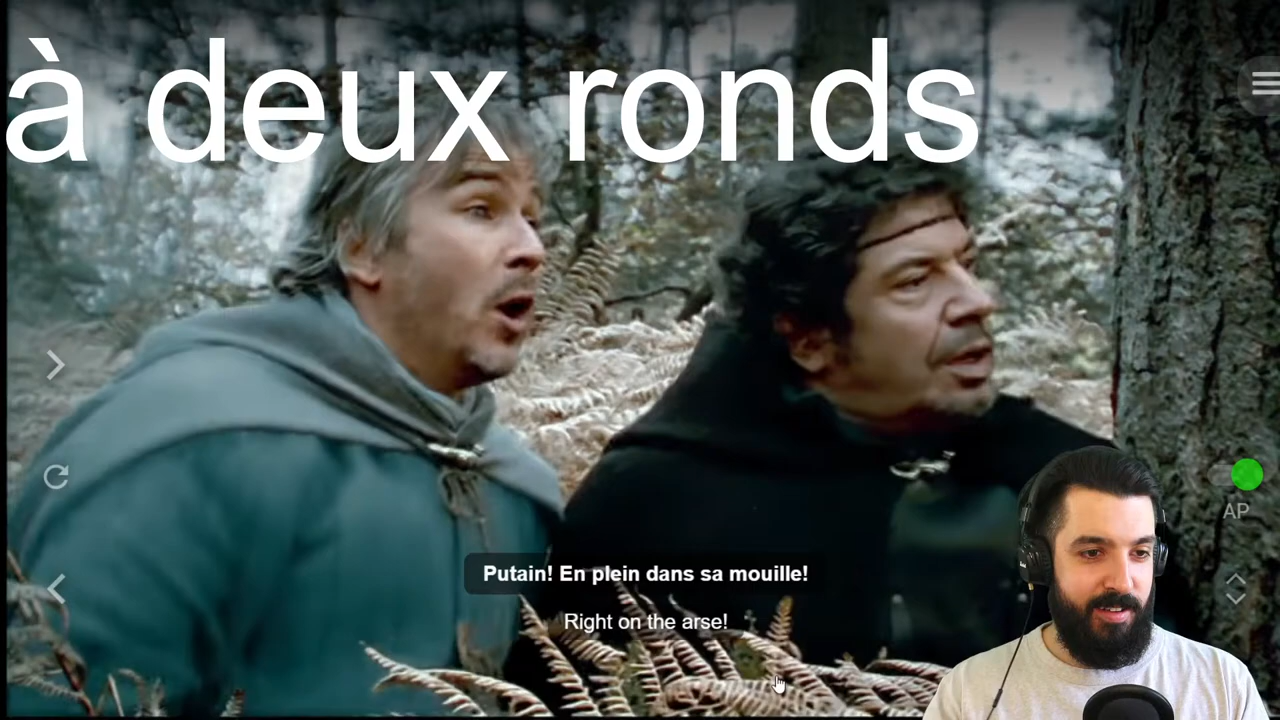 à deux ronds
AP
Putain! En plein dans sa mouille!
Right on the arse!